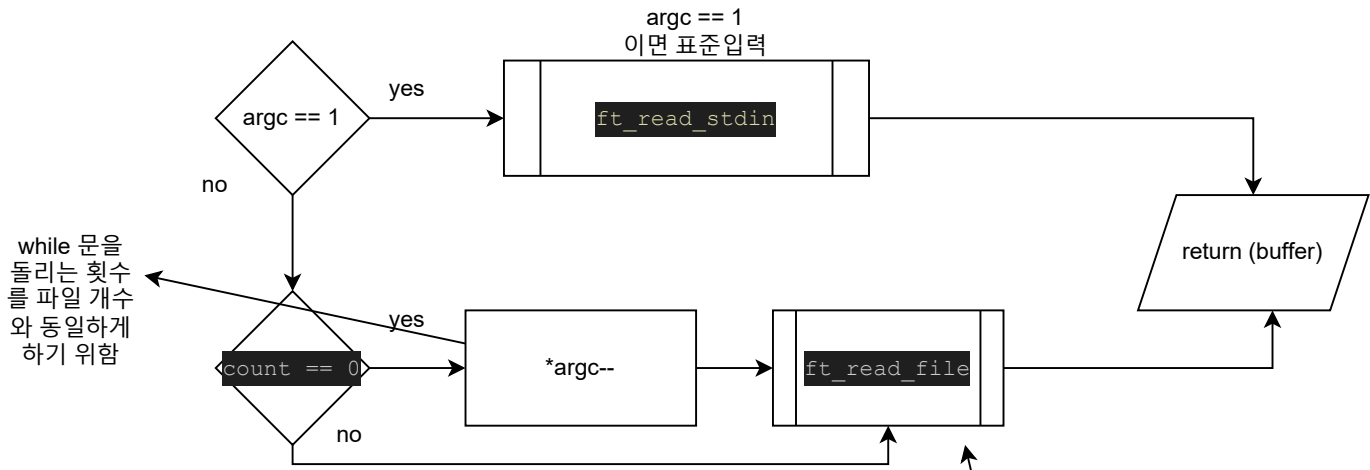 argc == 1
이면 표준입력
argc == 1
yes
ft_read_stdin
no
return (buffer)
while 문을
돌리는 횟수
를 파일 개수
와 동일하게
하기 위함
yes
count == 0
*argc--
ft_read_file
no